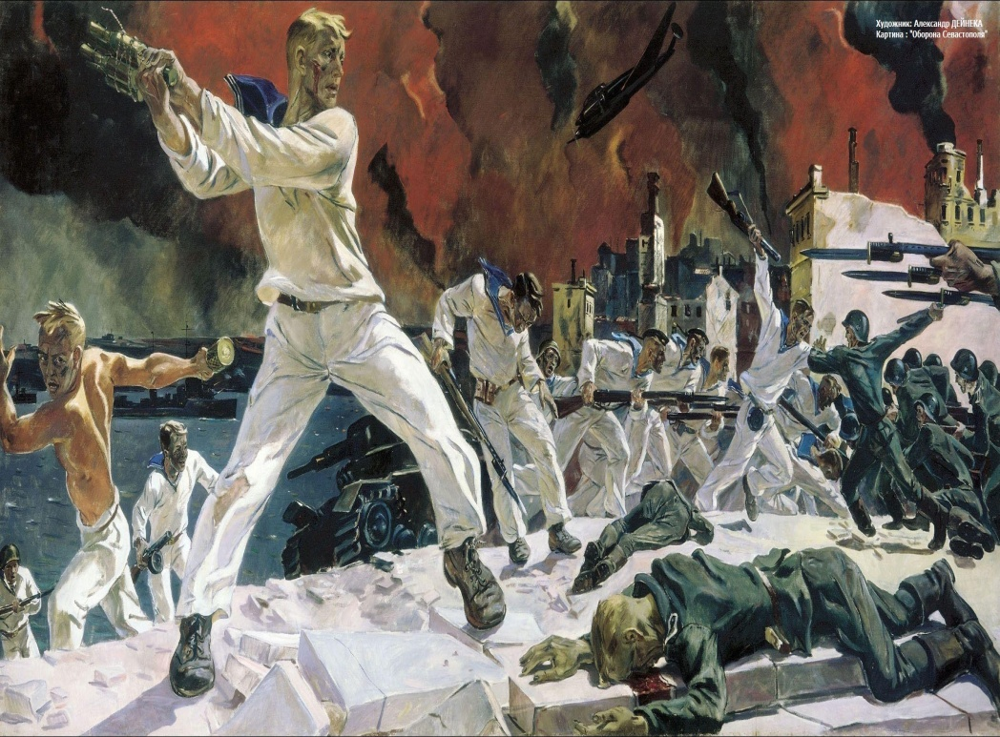 Художник: Александр ДЕЙНЕКА
Картина : "Оборона Севастополя"